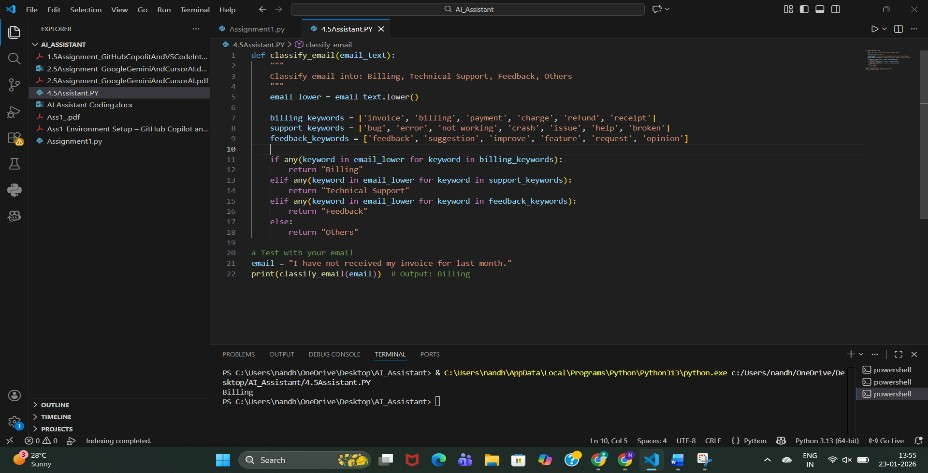 File Edit Selection View Go Run Terminal Help
AI_Assistant
EXPLORER
AI_ASSISTANT
1.5Assignment_GitHubCopolitAndVSCodeInt...
2.5Assignment_GoogleGeminiAndCursorAI.d...
2.5Assignment_GoogleGeminiAndCursorAI.pdf
4.5Assistant.PY
AI Assistant Coding.docx
Ass1_.pdf
Ass1 Environment Setup – GitHub Copilot an...
Assignment1.py
OUTLINE
TIMELINE
PROJECTS
Assignment1.py
4.5Assistant.PY
4.5Assistant.PY > classify_email
1 def classify_email(email_text):
2 """
3 Classify email into: Billing, Technical Support, Feedback, Others
4 """
5 email_lower = email_text.lower()
6
7 billing_keywords = ['invoice', 'billing', 'payment', 'charge', 'refund', 'receipt']
8 support_keywords = ['bug', 'error', 'not working', 'crash', 'issue', 'help', 'broken']
9 feedback_keywords = ['feedback', 'suggestion', 'improve', 'feature', 'request', 'opinion']
10
11 if any(keyword in email_lower for keyword in billing_keywords):
12 return "Billing"
13 elif any(keyword in email_lower for keyword in support_keywords):
14 return "Technical Support"
15 elif any(keyword in email_lower for keyword in feedback_keywords):
16 return "Feedback"
17 else:
18 return "Others"
19
20 # Test with your email
21 email = "I have not received my invoice for last month."
22 print(classify_email(email)) # Output: Billing
PROBLEMS OUTPUT DEBUG CONSOLE TERMINAL PORTS
PS C:\Users\nandh\OneDrive\Desktop\AI_Assistant> & C:\Users\nandh\AppData\Local\Programs\Python\Python313\python.exe c:/Users/nandh/OneDrive/De
sktop/AI_Assistant/4.5Assistant.PY
Billing
PS C:\Users\nandh\OneDrive\Desktop\AI_Assistant>
powershell
powershell
powershell
0 0 Indexing completed.
Ln 10, Col 5 Spaces: 4 UTF-8 CRLF Python Python 3.13 (64-bit) Go Live
3
28°C
Sunny
Search
ENG
IN
13:55
23-01-2026